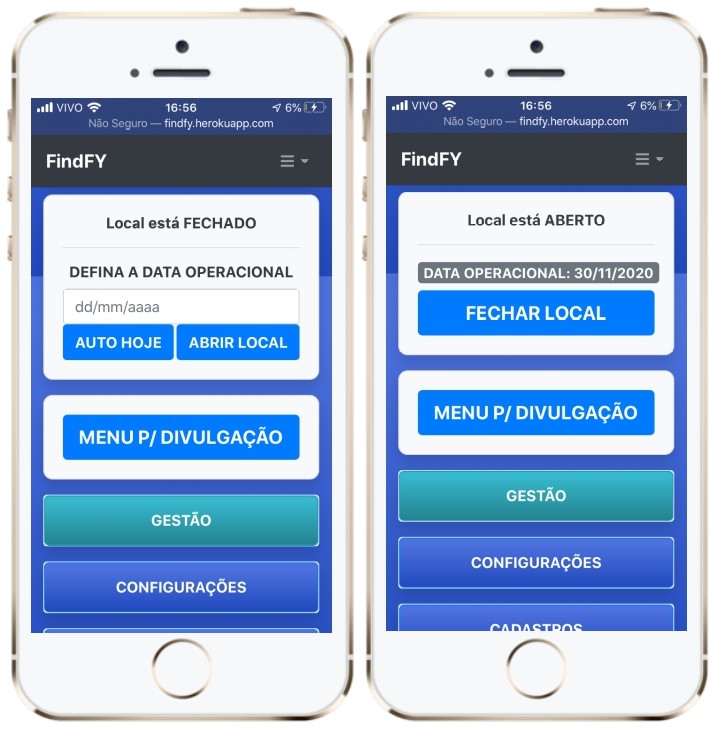 VIVO 16:56 6%
Não Seguro — findfy.herokuapp.com
FindFY
Local está FECHADO
DEFINA A DATA OPERACIONAL
dd/mm/aaaa
AUTO HOJE ABRIR LOCAL
MENU P/ DIVULGAÇÃO
GESTÃO
CONFIGURAÇÕES
VIVO 16:56 6%
Não Seguro — findfy.herokuapp.com
FindFY
Local está ABERTO
DATA OPERACIONAL: 30/11/2020
FECHAR LOCAL
MENU P/ DIVULGAÇÃO
GESTÃO
CONFIGURAÇÕES
CADASTROS